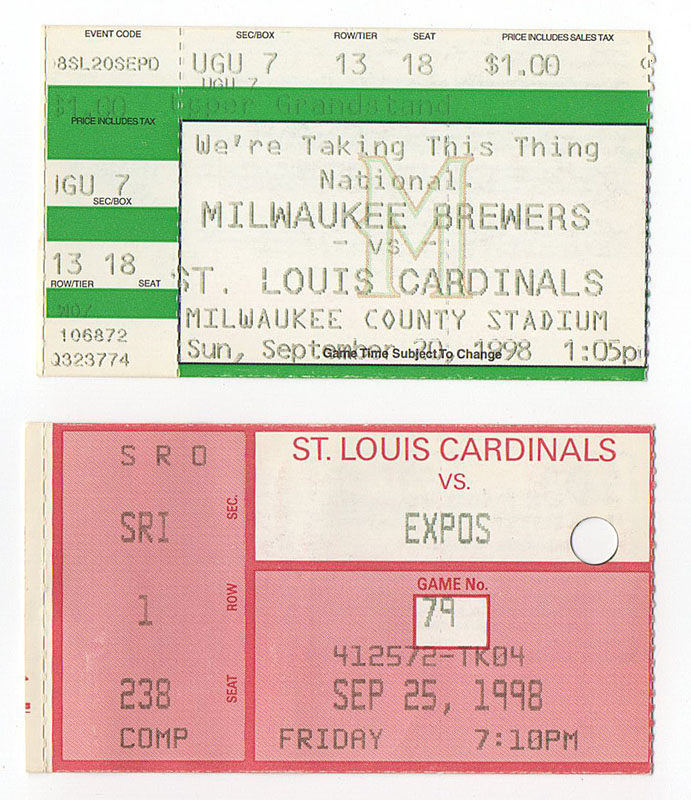 EVENT CODE SEC/BOX ROW/TIER SEAT PRICE INCLUDES SALES TAX
8SL20SEPD UGU 7 13 18 $1.00
UGU 7
$1.00 Upper Grandstand
PRICE INCLUDES TAX
We're Taking This Thing
National.
UGU 7
SEC/BOX
MILWAUKEE BREWERS
- vs -
13 18
ROW/TIER SEAT
ST. LOUIS CARDINALS
MILWAUKEE COUNTY STADIUM
106872
Q323774
Sun, September 20, 1998 1:05p
Game Time Subject To Change
M
SRO
SRI
SEC.
1
ROW
238
SEAT
COMP
ST. LOUIS CARDINALS
VS.
EXPOS
GAME No.
79
412572-TK04
SEP 25, 1998
FRIDAY 7:10PM